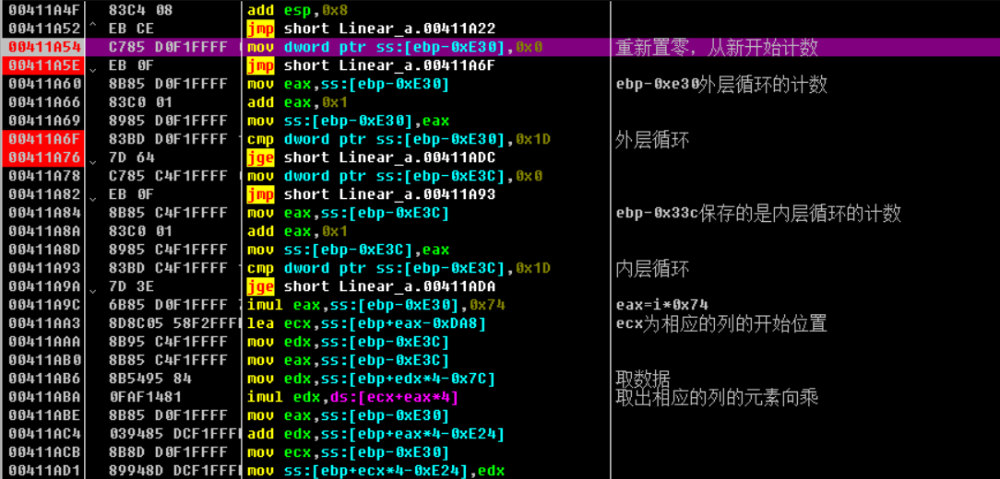 00411A4F 83C4 08 add esp,0x8
00411A52 ^ EB CE jmp short Linear_a.00411A22
00411A54 C785 D0F1FFFF mov dword ptr ss:[ebp-0xE30],0x0 重新置零，从新开始计数
00411A5E EB 0F jmp short Linear_a.00411A6F
00411A60 8B85 D0F1FFFF mov eax,ss:[ebp-0xE30] ebp-0xe30外层循环的计数
00411A66 83C0 01 add eax,0x1
00411A69 8985 D0F1FFFF mov ss:[ebp-0xE30],eax
00411A6F 83BD D0F1FFFF cmp dword ptr ss:[ebp-0xE30],0x1D 外层循环
00411A76 7D 64 jge short Linear_a.00411ADC
00411A78 C785 C4F1FFFF mov dword ptr ss:[ebp-0xE3C],0x0
00411A82 EB 0F jmp short Linear_a.00411A93
00411A84 8B85 C4F1FFFF mov eax,ss:[ebp-0xE3C] ebp-0x33c保存的是内层循环的计数
00411A8A 83C0 01 add eax,0x1
00411A8D 8985 C4F1FFFF mov ss:[ebp-0xE3C],eax
00411A93 83BD C4F1FFFF cmp dword ptr ss:[ebp-0xE3C],0x1D 内层循环
00411A9A 7D 3E jge short Linear_a.00411ADA
00411A9C 6B85 D0F1FFFF imul eax,ss:[ebp-0xE30],0x74 eax=i*0x74
00411AA3 8D8C05 58F2FFF lea ecx,ss:[ebp+eax-0xDA8] ecx为相应的列的开始位置
00411AAA 8B95 C4F1FFFF mov edx,ss:[ebp-0xE3C]
00411AB0 8B85 C4F1FFFF mov eax,ss:[ebp-0xE3C]
00411AB6 8B5495 84 mov edx,ss:[ebp+edx*4-0x7C] 取数据
00411ABA 0FAF1481 imul edx,ds:[ecx+eax*4] 取出相应的列的元素向乘
00411ABE 8B85 D0F1FFFF mov eax,ss:[ebp-0xE30]
00411AC4 039485 DCF1FFF add edx,ss:[ebp+eax*4-0xE24]
00411ACB 8B8D D0F1FFFF mov ecx,ss:[ebp-0xE30]
00411AD1 89948D DCF1FFF mov ss:[ebp+ecx*4-0xE24],edx